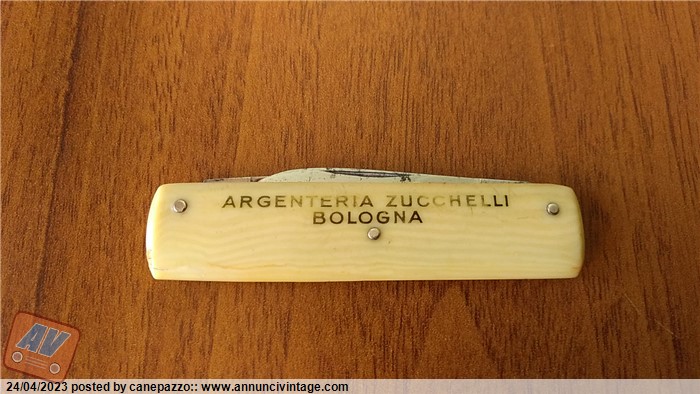 ARGENTERIA ZUCCHELLI
BOLOGNA
AV
24/04/2023 posted by canepazzo:: www.annuncivintage.com